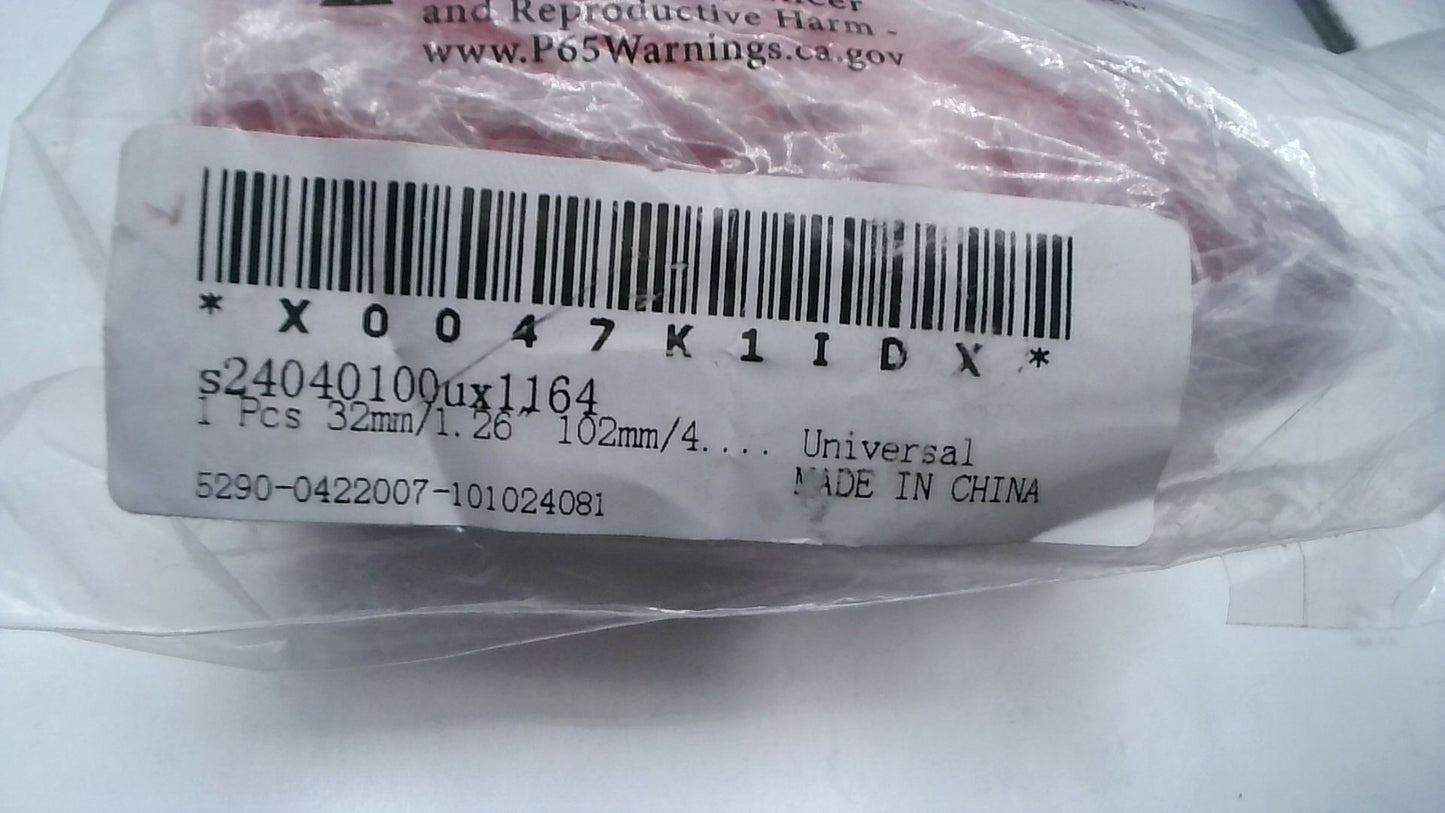 and Reproductive Harm -
www.P65Warnings.ca.gov
* X 0 0 4 7 K 1 I D X *
s24040100ux1164
1 Pcs 32mm/1.26” 102mm/4.... Universal
MADE IN CHINA
5290-0422007-101024081